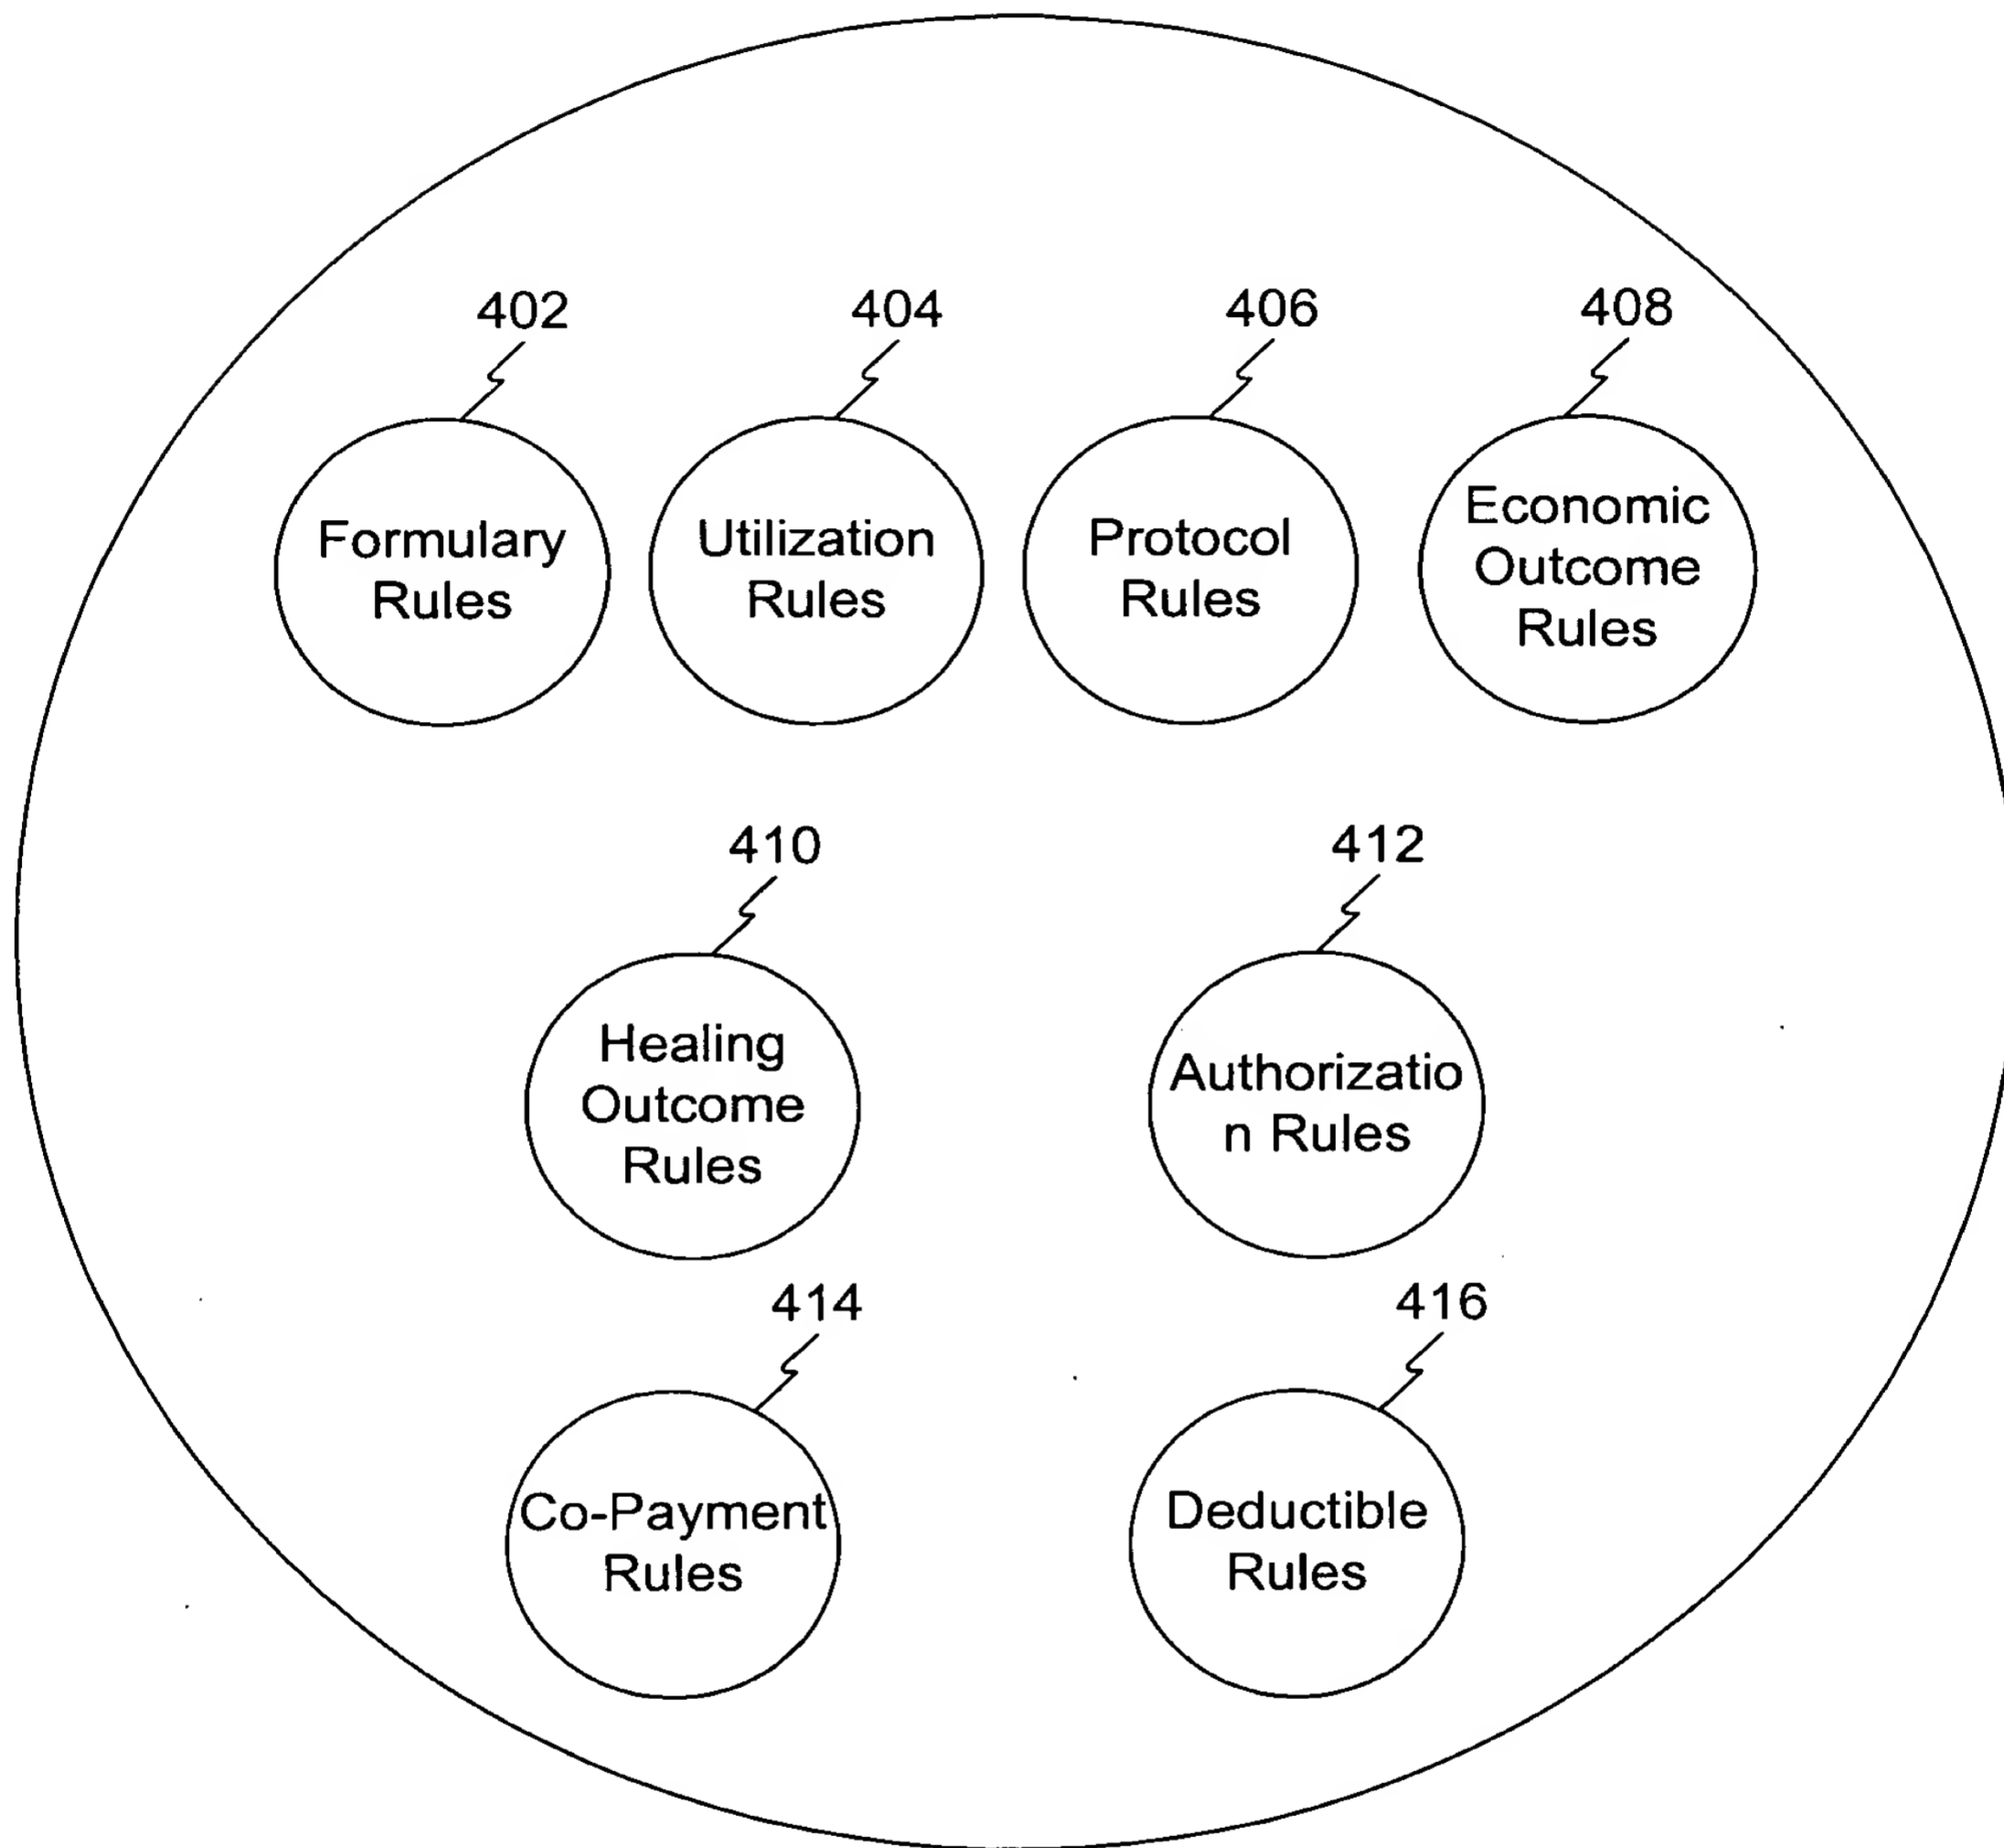 402
404
406
408
Formulary
Rules
Utilization
Rules
Protocol
Rules
Economic
Outcome
Rules
410
412
Healing
Outcome
Rules
Authorizatio
n Rules
414
416
Co-Payment
Rules
Deductible
Rules